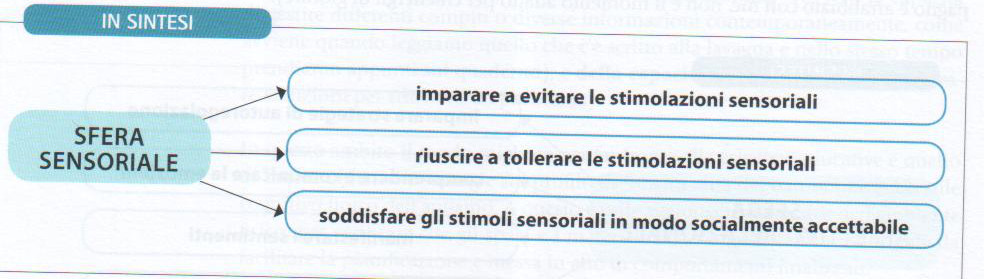 IN SINTESI
SFERA
SENSORIALE
imparare a evitare le stimolazioni sensoriali
riuscire a tollerare le stimolazioni sensoriali
soddisfare gli stimoli sensoriali in modo socialmente accettabile